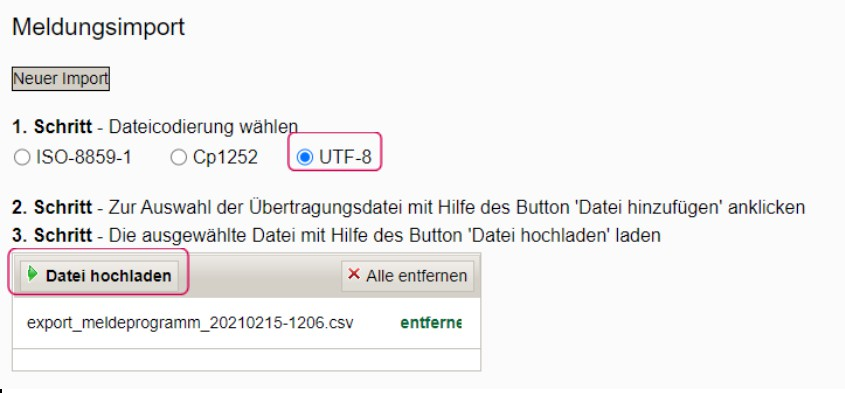 Meldungsimport
Neuer Import
1. Schritt - Dateicodierung wählen
ISO-8859-1 Cp1252 UTF-8
2. Schritt - Zur Auswahl der Übertragungsdatei mit Hilfe des Button 'Datei hinzufügen' anklicken
3. Schritt - Die ausgewählte Datei mit Hilfe des Button 'Datei hochladen' laden
Datei hochladen Alle entfernen
export_meldeprogramm_20210215-1206.csv entferne